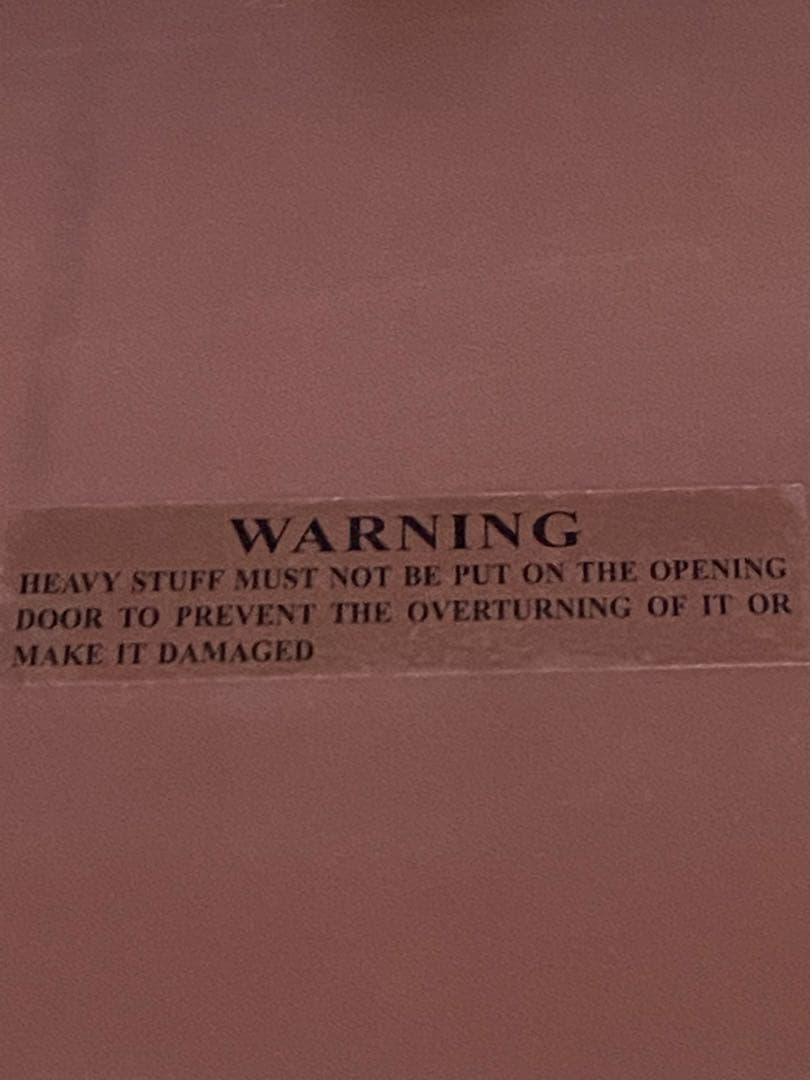 WARNING
HEAVY STUFF MUST NOT BE PUT ON THE OPENING
DOOR TO PREVENT THE OVERTURNING OF IT OR
MAKE IT DAMAGED